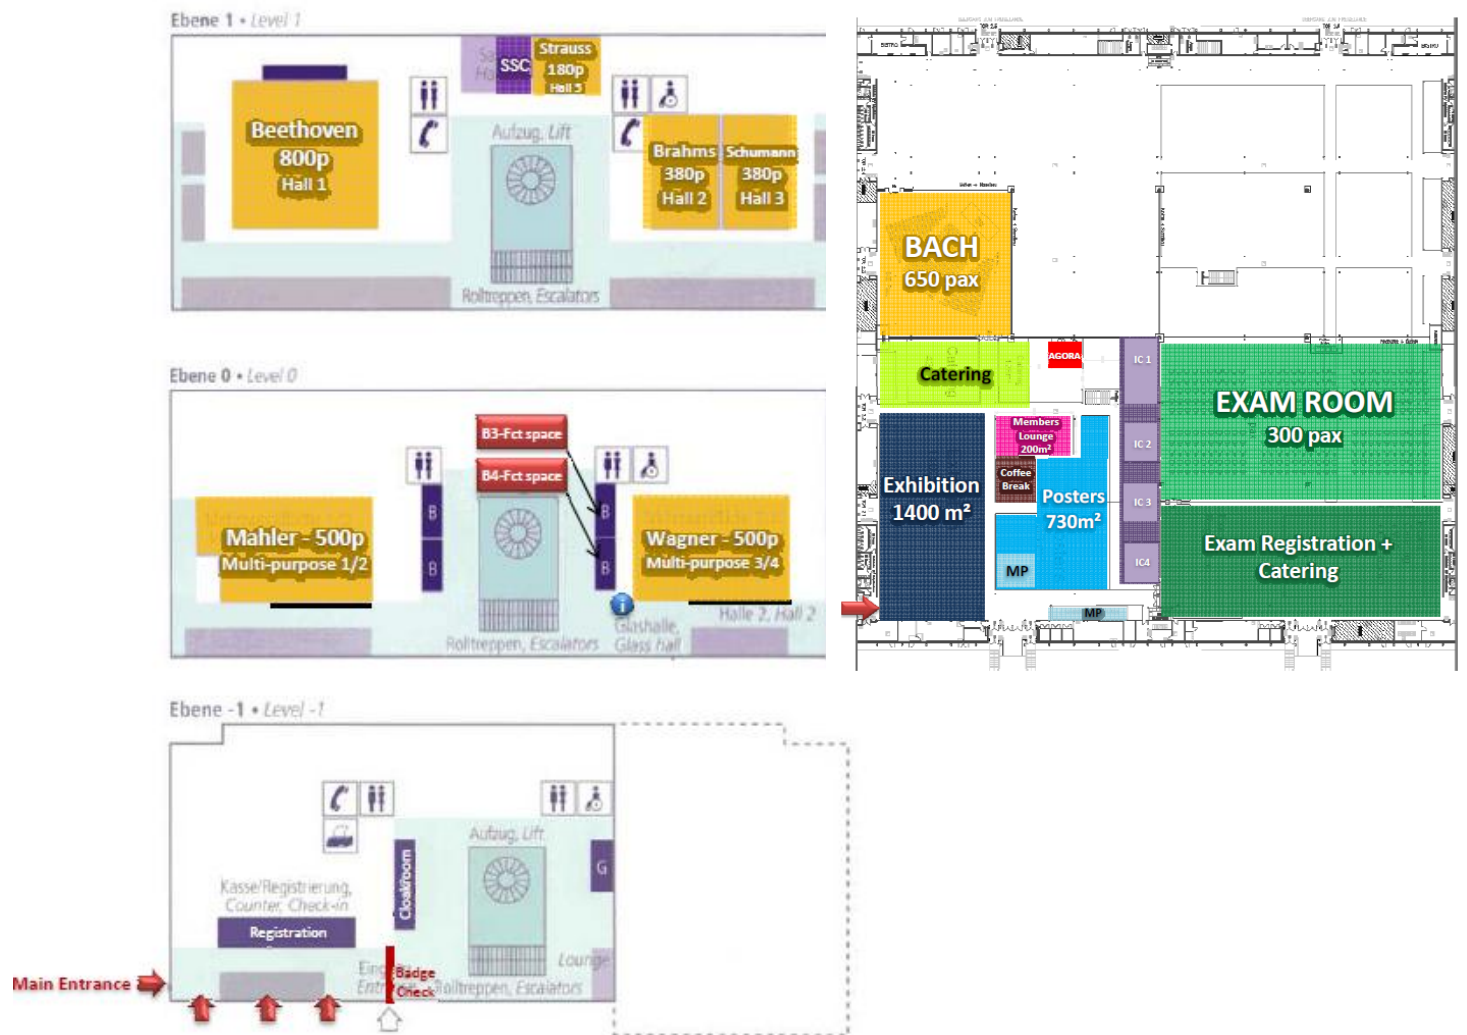 Ebene 1 • Level 1
SSC
Strauss
180p
Hall 5
Beethoven
800p
Hall 1
Aufzug, Lift
Brahms
380p
Hall 2
Schumann
380p
Hall 3
Rolltreppen, Escalators
Ebene 0 • Level 0
B3-Fct space
B4-Fct space
B
B
B
B
Mahler - 500p
Multi-purpose 1/2
Wagner - 500p
Multi-purpose 3/4
i
Halle 2, Hall 2
Glashalle,
Glass hall
Rolltreppen, Escalators
Ebene -1 • Level -1
Aufzug, Lift
Cloakroom
G
Kasse/Registrierung,
Counter, Check-in
Registration
Lounge
Badge
Check
Rolltreppen, Escalators
Main Entrance
BACH
650 pax
Catering
AGORA
IC 1
IC 2
IC 3
IC4
EXAM ROOM
300 pax
Members
Lounge
200m²
Coffee
Break
Exhibition
1400 m²
Posters
730m²
MP
MP
Exam Registration +
Catering